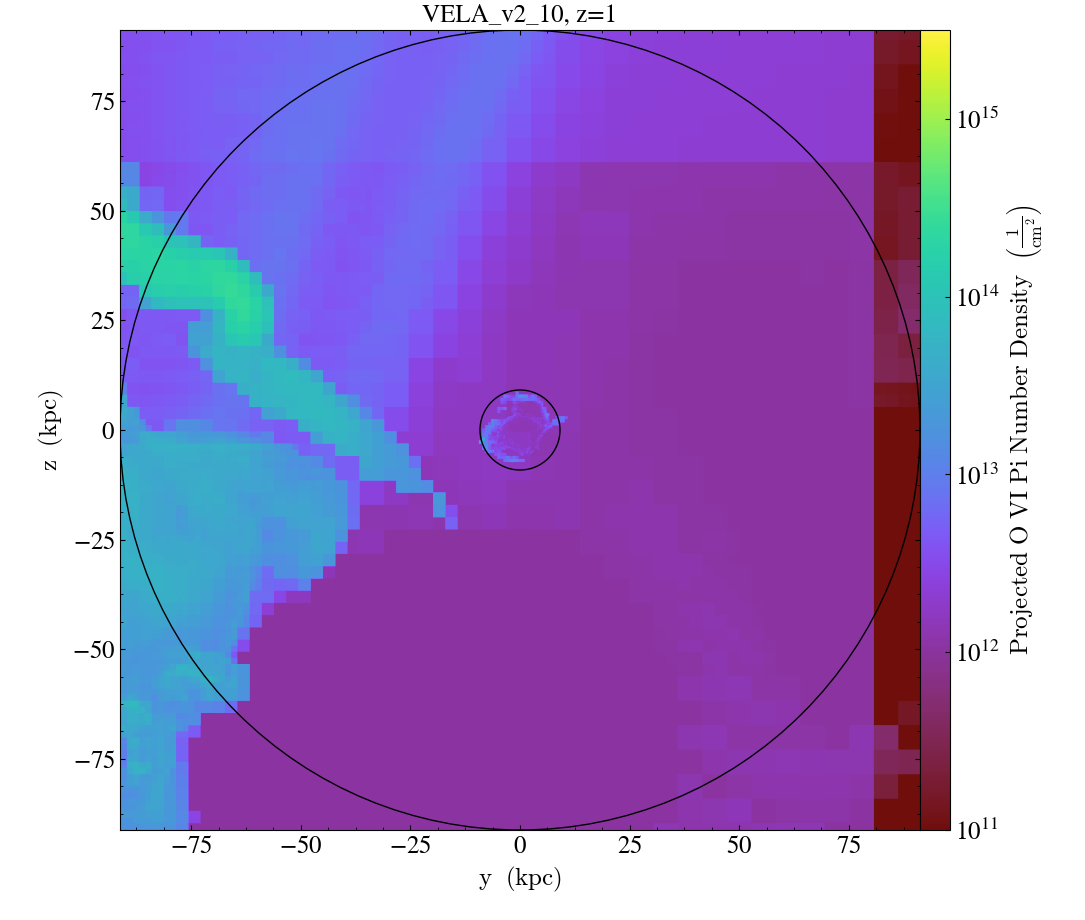 VELA_v2_10, z=1
75
50
25
0
−25
−50
−75
z (kpc)
−75 −50 −25 0 25 50 75
y (kpc)
10^15
10^14
10^13
10^12
10^11
Projected O VI Pi Number Density (1/cm^2)